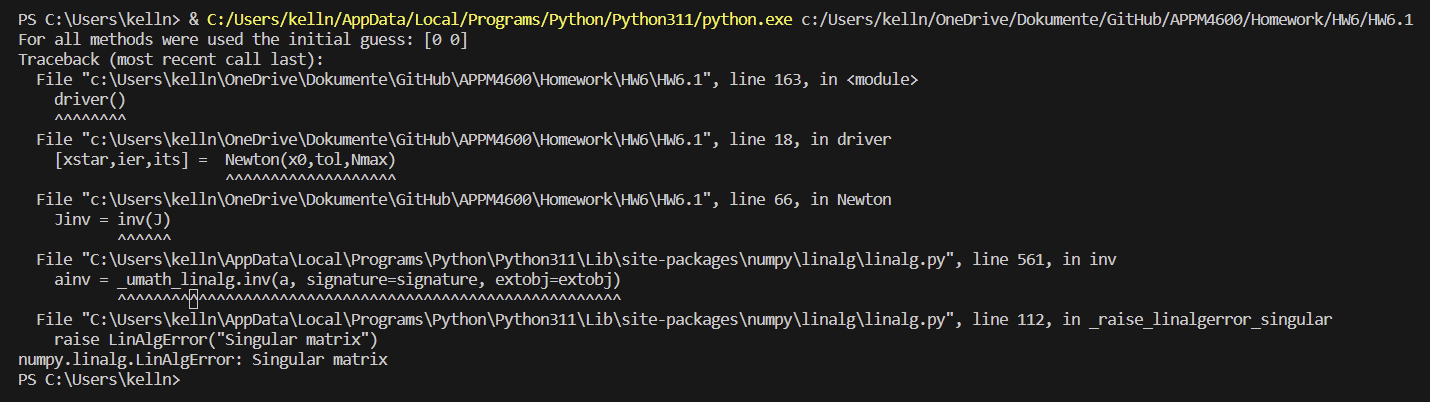 PS C:\Users\kelln> & C:/Users/kelln/AppData/Local/Programs/Python/Python311/python.exe c:/Users/kelln/OneDrive/Dokumente/GitHub/APPM4600/Homework/HW6/HW6.1
For all methods were used the initial guess: [0 0]
Traceback (most recent call last):
  File "c:\Users\kelln\OneDrive\Dokumente\GitHub\APPM4600\Homework\HW6\HW6.1", line 163, in <module>
    driver()
    ^^^^^^^^
  File "c:\Users\kelln\OneDrive\Dokumente\GitHub\APPM4600\Homework\HW6\HW6.1", line 18, in driver
    [xstar,ier,its] =  Newton(x0,tol,Nmax)
                       ^^^^^^^^^^^^^^^^^^^
  File "c:\Users\kelln\OneDrive\Dokumente\GitHub\APPM4600\Homework\HW6\HW6.1", line 66, in Newton
    Jinv = inv(J)
           ^^^^^^
  File "C:\Users\kelln\AppData\Local\Programs\Python\Python311\Lib\site-packages\numpy\linalg\linalg.py", line 561, in inv
    ainv = _umath_linalg.inv(a, signature=signature, extobj=extobj)
           ^^^^^^^^^^^^^^^^^^^^^^^^^^^^^^^^^^^^^^^^^^^^^^^^^^^^^^^^
  File "C:\Users\kelln\AppData\Local\Programs\Python\Python311\Lib\site-packages\numpy\linalg\linalg.py", line 112, in _raise_linalgerror_singular
    raise LinAlgError("Singular matrix")
numpy.linalg.LinAlgError: Singular matrix
PS C:\Users\kelln>